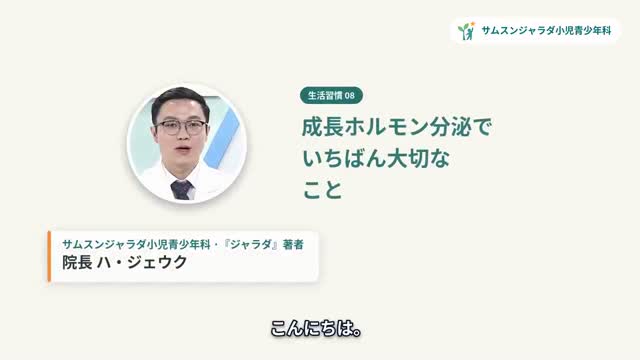 サムスンジャラダ小児青少年科
生活習慣 08
成長ホルモン分泌で
いちばん大切な
こと
サムスンジャラダ小児青少年科・『ジャラダ』著者
院長 ハ・ジェウク
こんにちは。